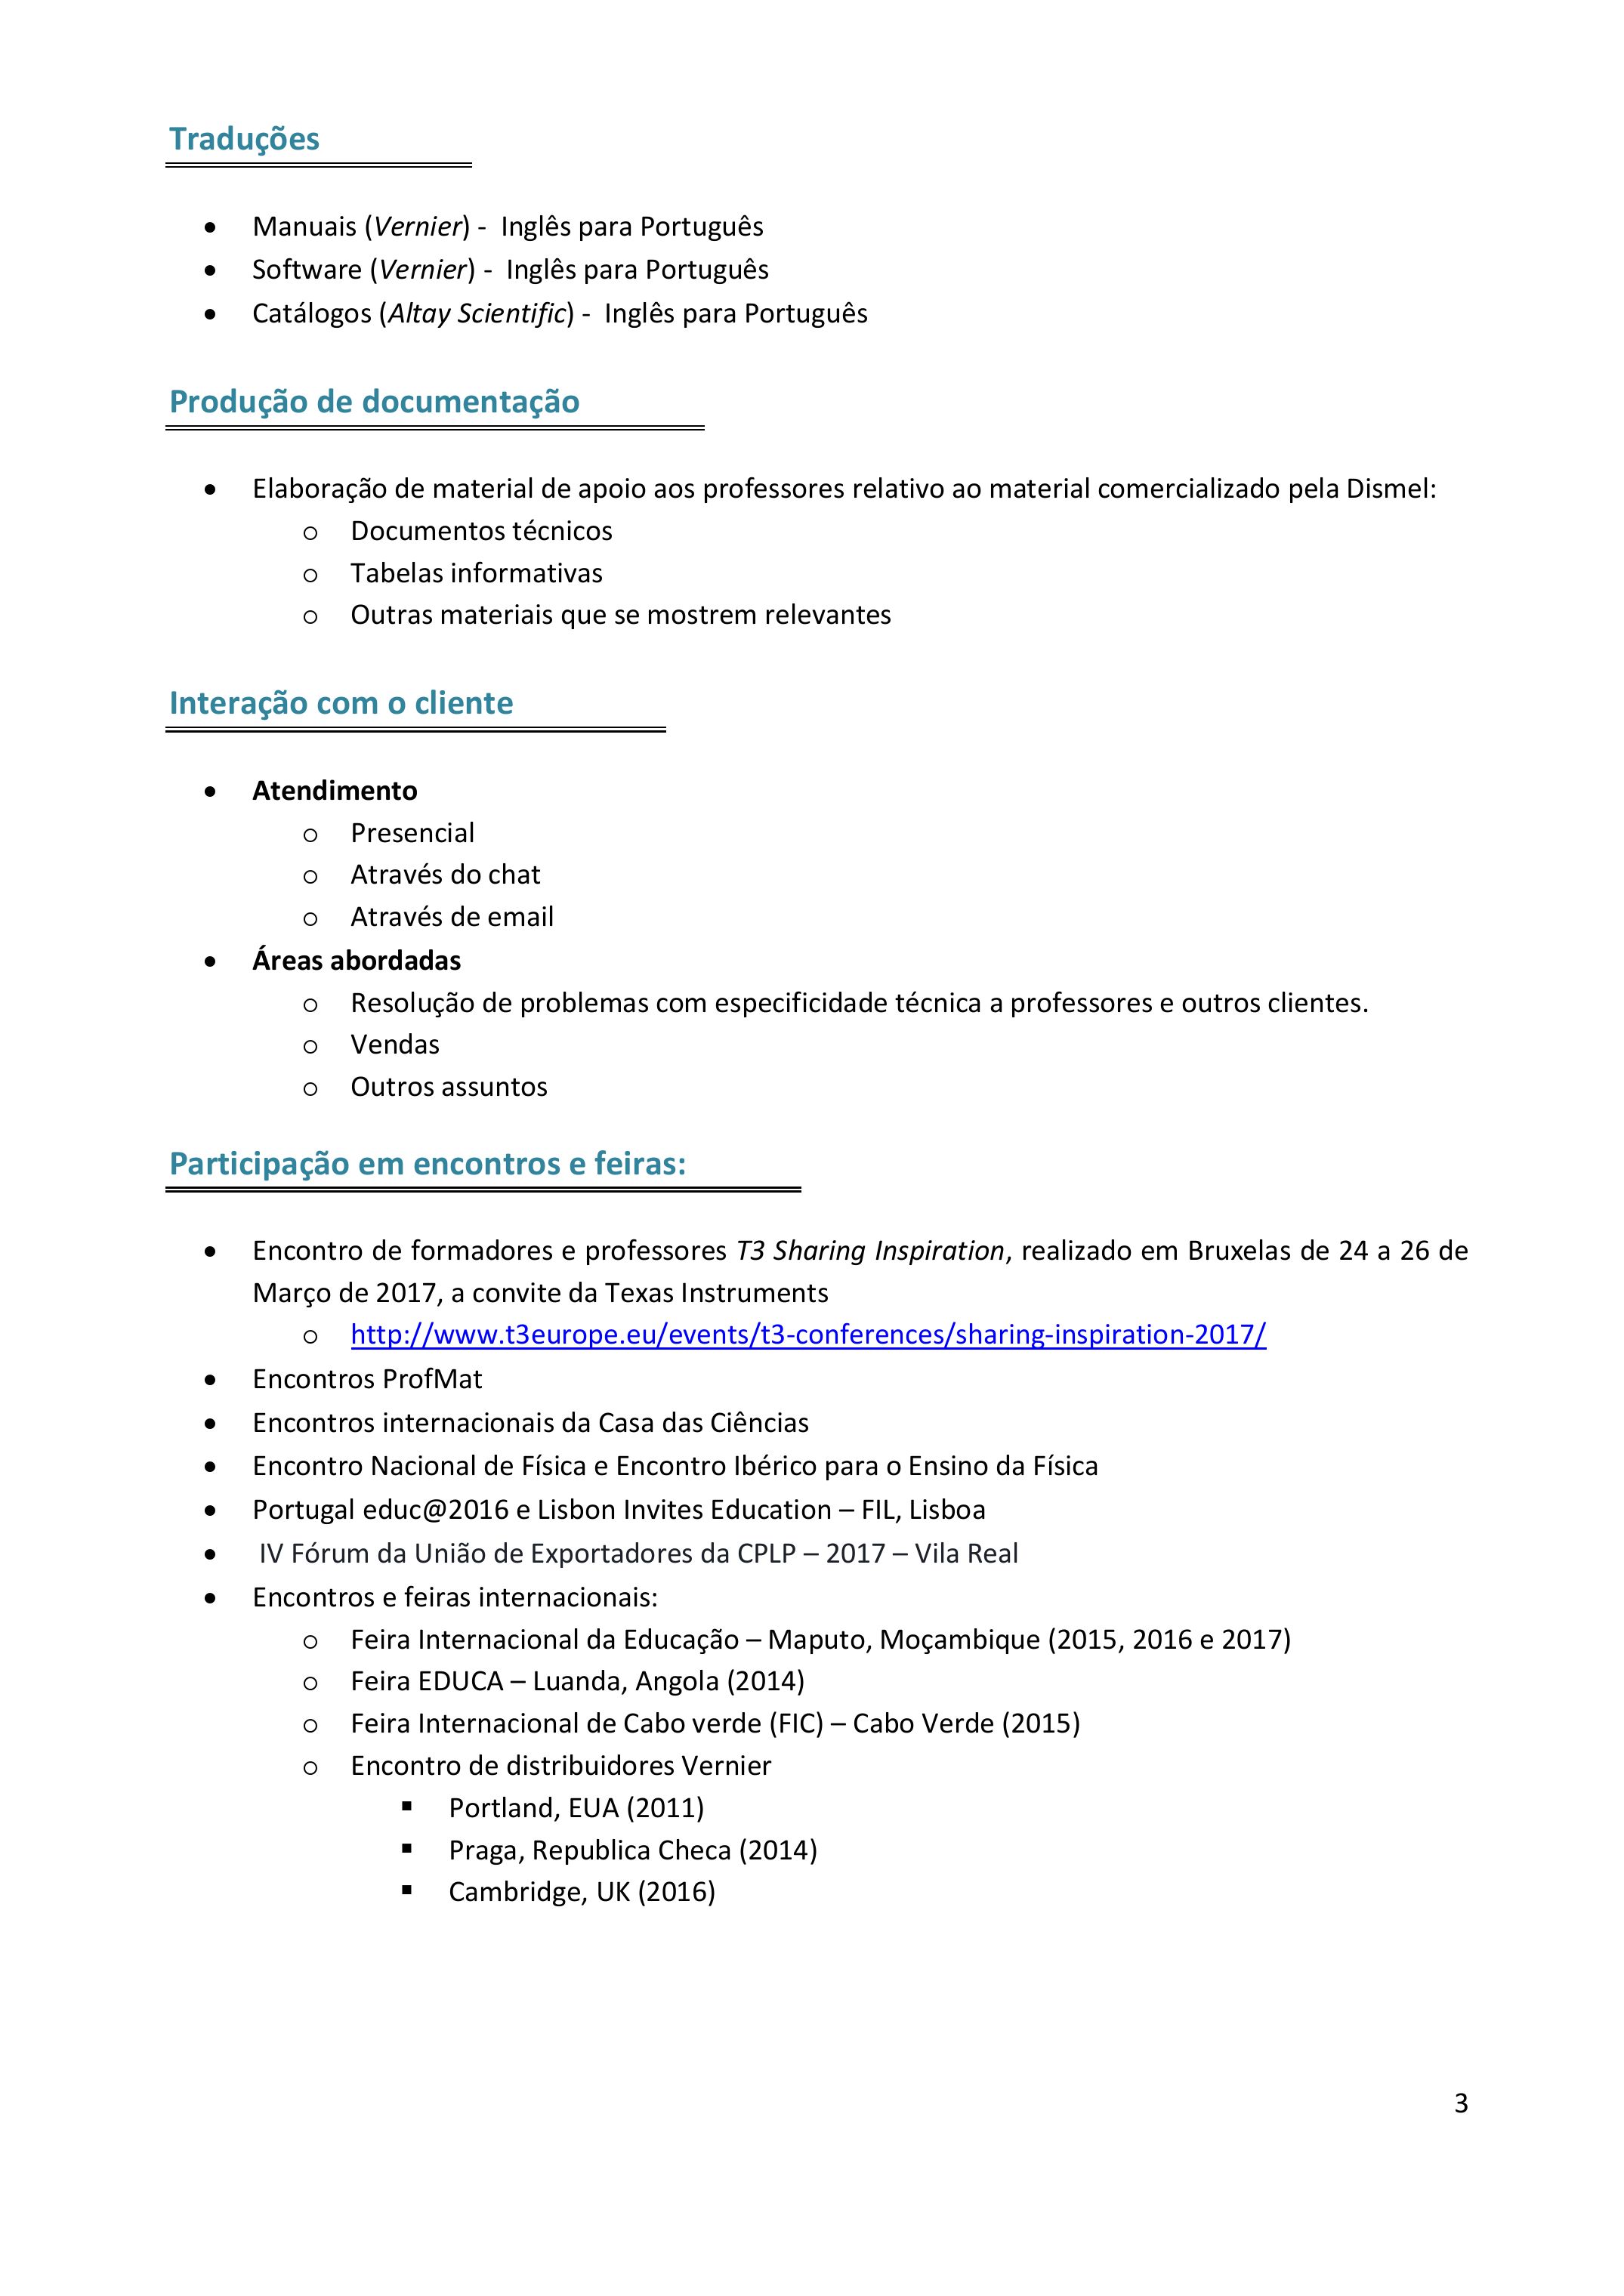 Traduções
• Manuais (Vernier) - Inglês para Português
• Software (Vernier) - Inglês para Português
• Catálogos (Altay Scientific) - Inglês para Português
Produção de documentação
• Elaboração de material de apoio aos professores relativo ao material comercializado pela Dismel:
o Documentos técnicos
o Tabelas informativas
o Outras materiais que se mostrem relevantes
Interação com o cliente
• Atendimento
o Presencial
o Através do chat
o Através de email
• Áreas abordadas
o Resolução de problemas com especificidade técnica a professores e outros clientes.
o Vendas
o Outros assuntos
Participação em encontros e feiras:
• Encontro de formadores e professores T3 Sharing Inspiration, realizado em Bruxelas de 24 a 26 de
Março de 2017, a convite da Texas Instruments
o http://www.t3europe.eu/events/t3-conferences/sharing-inspiration-2017/
• Encontros ProfMat
• Encontros internacionais da Casa das Ciências
• Encontro Nacional de Física e Encontro Ibérico para o Ensino da Física
• Portugal educ@2016 e Lisbon Invites Education – FIL, Lisboa
• IV Fórum da União de Exportadores da CPLP – 2017 – Vila Real
• Encontros e feiras internacionais:
o Feira Internacional da Educação – Maputo, Moçambique (2015, 2016 e 2017)
o Feira EDUCA – Luanda, Angola (2014)
o Feira Internacional de Cabo verde (FIC) – Cabo Verde (2015)
o Encontro de distribuidores Vernier
▪ Portland, EUA (2011)
▪ Praga, Republica Checa (2014)
▪ Cambridge, UK (2016)
3